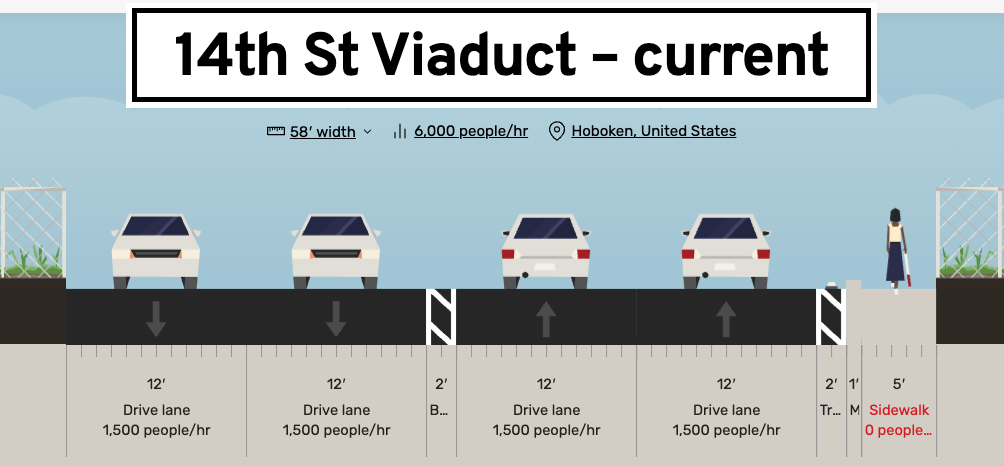 14th St Viaduct – current
58′ width 6,000 people/hr Hoboken, United States
12′ 12′ 2′ 12′ 12′ 2′ 1′ 5′
Drive lane Drive lane B... Drive lane Drive lane Tr... M Sidewalk
1,500 people/hr 1,500 people/hr 1,500 people/hr 1,500 people/hr 0 people...